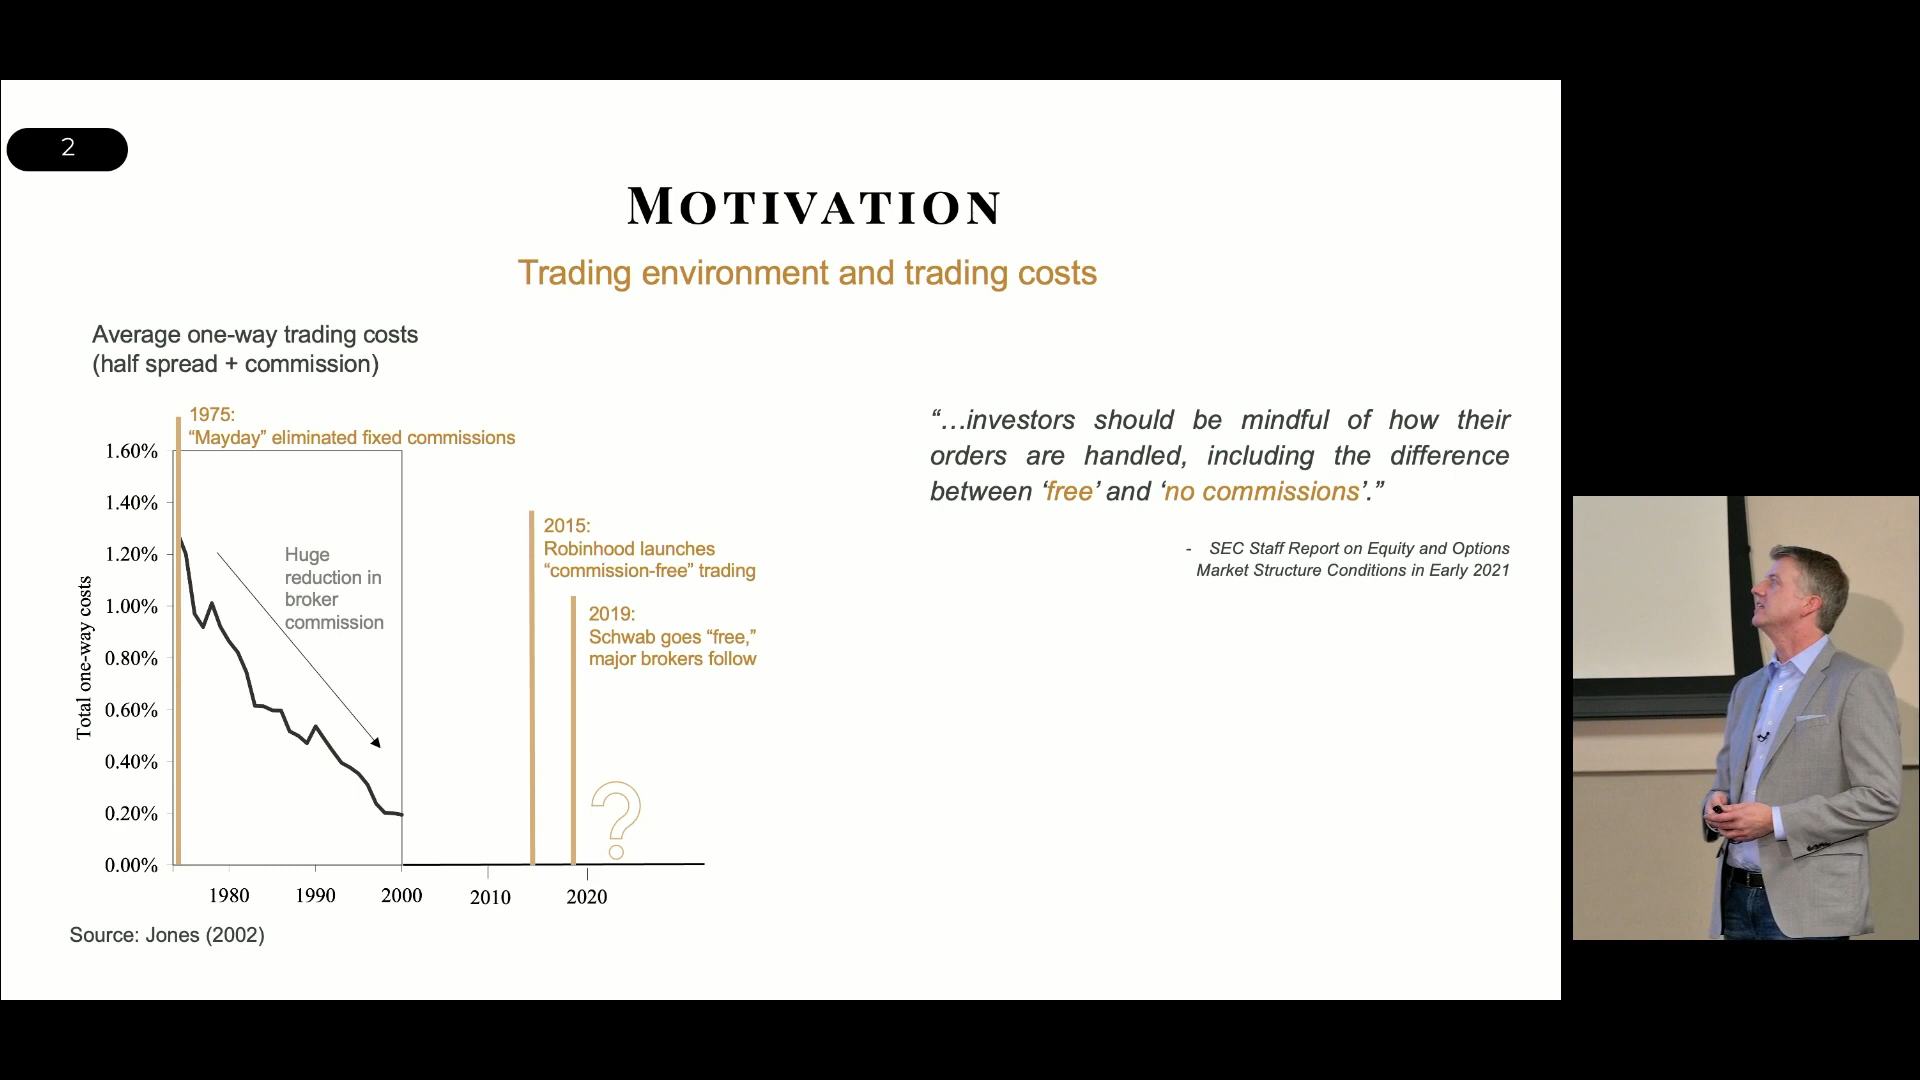 2
MOTIVATION
Trading environment and trading costs
Average one-way trading costs
(half spread + commission)
1975:
“Mayday” eliminated fixed commissions
1.60%
1.40%
1.20%
1.00%
0.80%
0.60%
0.40%
0.20%
0.00%
Total one-way costs
Huge
reduction in
broker
commission
2015:
Robinhood launches
“commission-free” trading
2019:
Schwab goes “free,”
major brokers follow
?
1980
1990
2000
2010
2020
Source: Jones (2002)
“…investors should be mindful of how their
orders are handled, including the difference
between ‘free’ and ‘no commissions’.”
- SEC Staff Report on Equity and Options
Market Structure Conditions in Early 2021